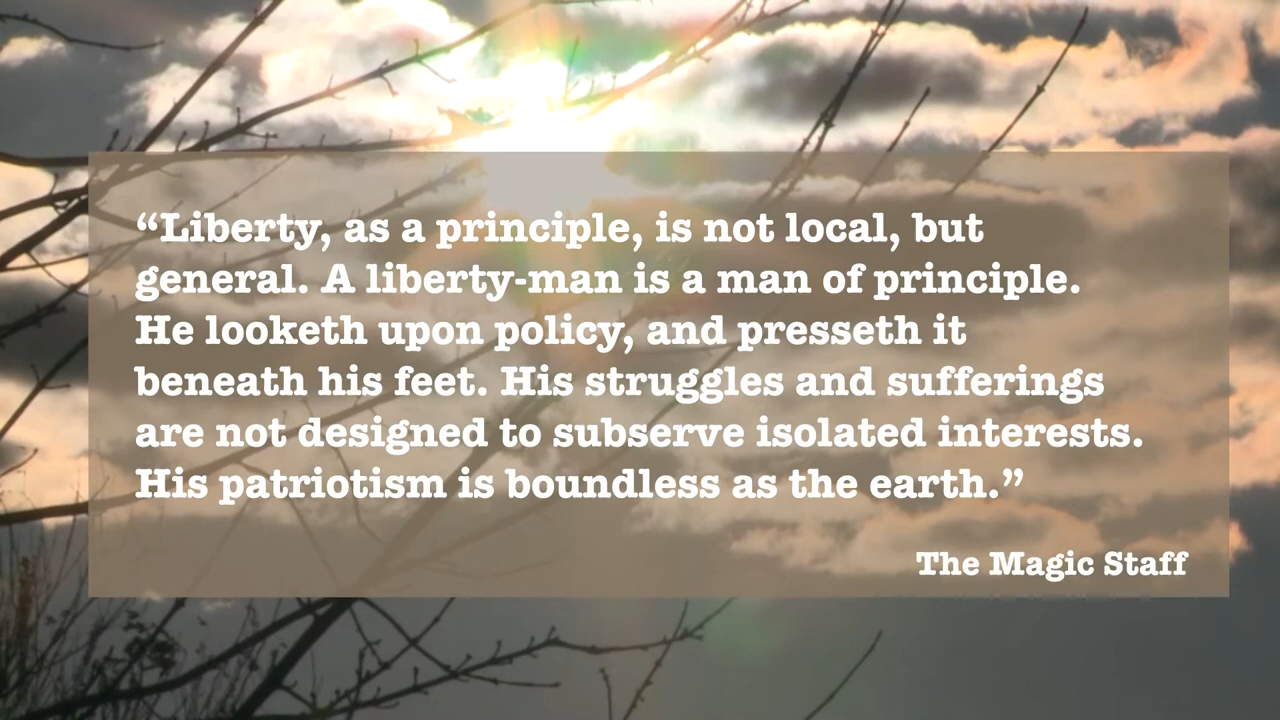 “Liberty, as a principle, is not local, but
general. A liberty-man is a man of principle.
He looketh upon policy, and presseth it
beneath his feet. His struggles and sufferings
are not designed to subserve isolated interests.
His patriotism is boundless as the earth.”
The Magic Staff